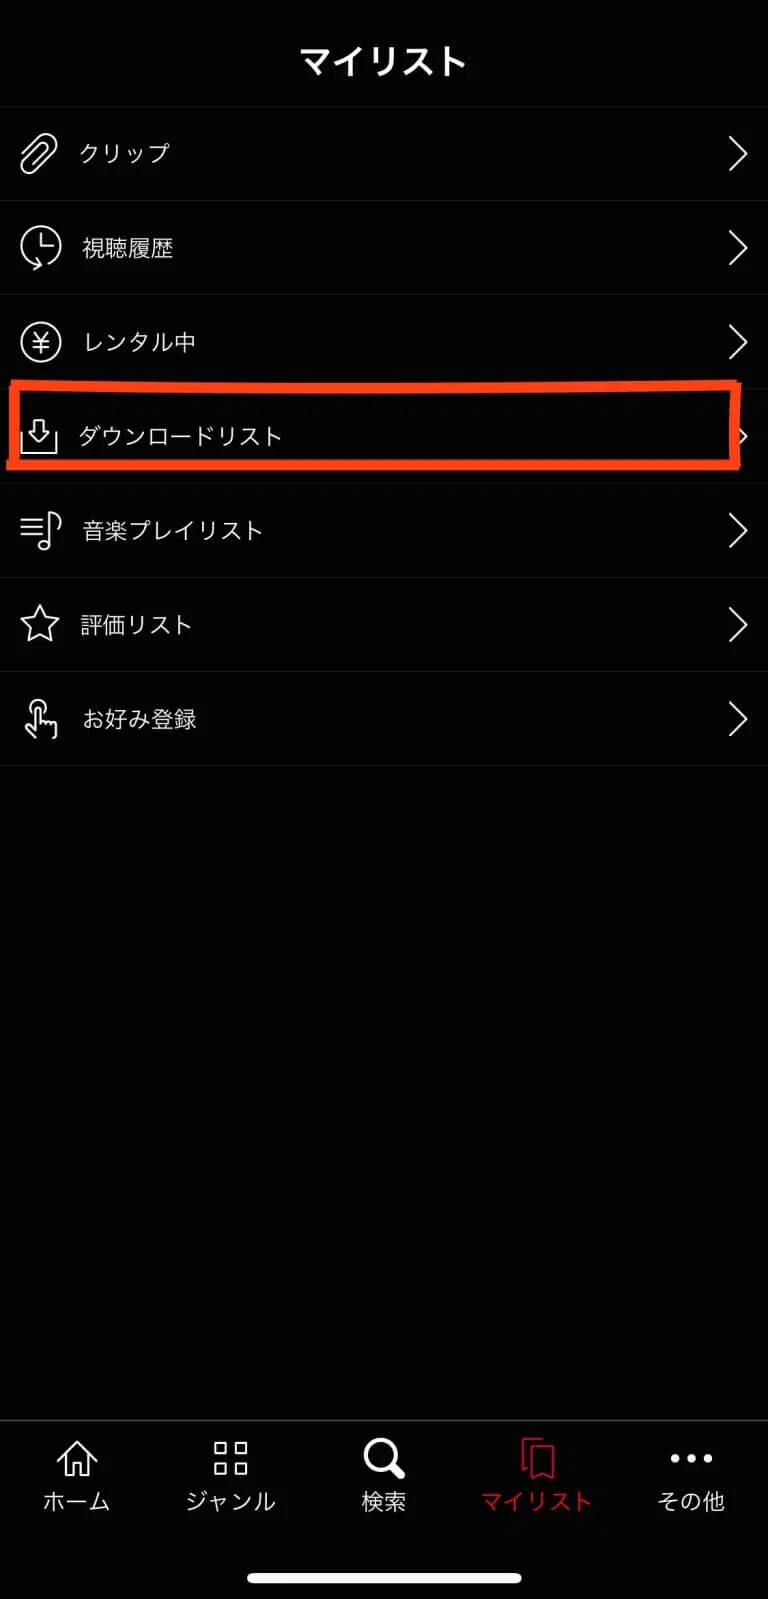 マイリスト
クリップ
視聴履歴
レンタル中
ダウンロードリスト
音楽プレイリスト
評価リスト
お好み登録
ホーム
ジャンル
検索
マイリスト
その他